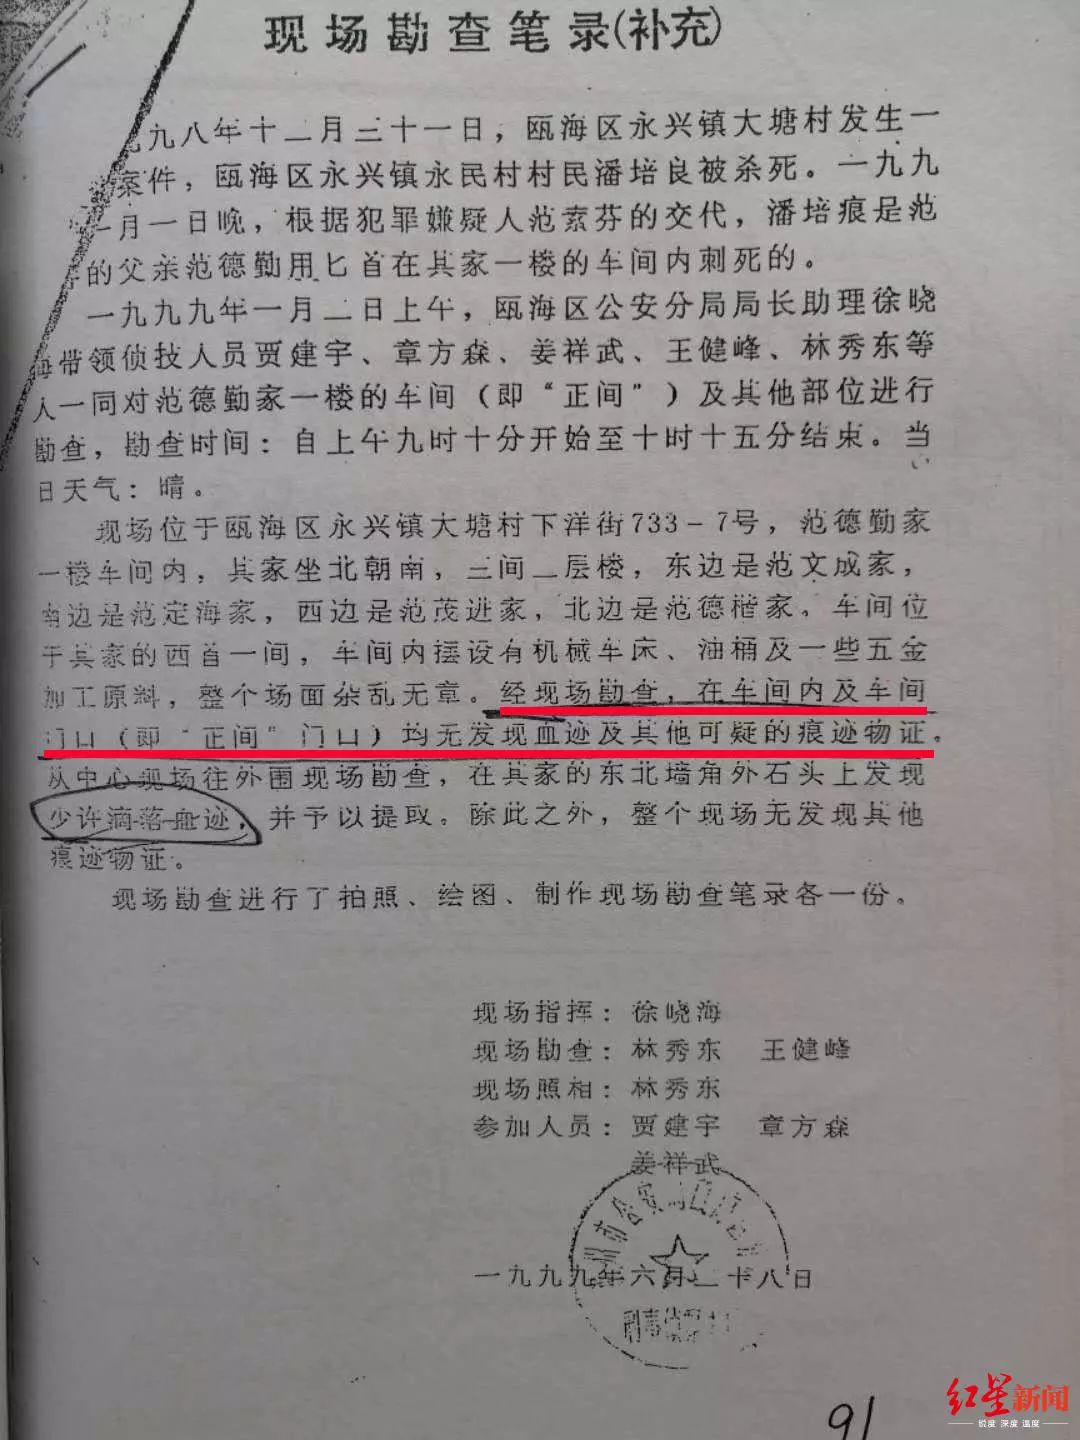 现场勘查笔录(补充)
九八年十二月三十一日，瓯海区永兴镇大塘村发生一
案件，瓯海区永兴镇永民村村民潘培良被杀死。一九九
一月一日晚，根据犯罪嫌疑人范素芬的交代，潘培痕是范
的父亲范德勤用匕首在其家一楼的车间内刺死的。
一九九九年一月二日上午，瓯海区公安分局局长助理徐晓
海带领侦技人员贾建宇、章方森、姜祥武、王健峰、林秀东等
人一同对范德勤家一楼的车间（即“正间”）及其他部位进行
勘查，勘查时间：自上午九时十分开始至十时十五分结束。当
日天气：晴。
现场位于瓯海区永兴镇大塘村下洋街733－7号，范德勤家
一楼车间内，其家坐北朝南，三间二层楼，东边是范文成家，
南边是范定海家，西边是范茂进家，北边是范德楷家。车间位
于其家的西首一间，车间内摆设有机械车床、油桶及一些五金
加工原料，整个场面杂乱无章。经现场勘查，在车间内及车间
门口（即“正间”门口）均无发现血迹及其他可疑的痕迹物证。
从中心现场往外围现场勘查，在其家的东北墙角外石头上发现
少许滴落血迹，并予以提取。除此之外，整个现场无发现其他
痕迹物证。
现场勘查进行了拍照、绘图、制作现场勘查笔录各一份。
现场指挥：徐晓海
现场勘查：林秀东 王健峰
现场照相：林秀东
参加人员：贾建宇 章方森
姜祥武
一九九九年六月二十八日
91
红星新闻
锐度 深度 温度